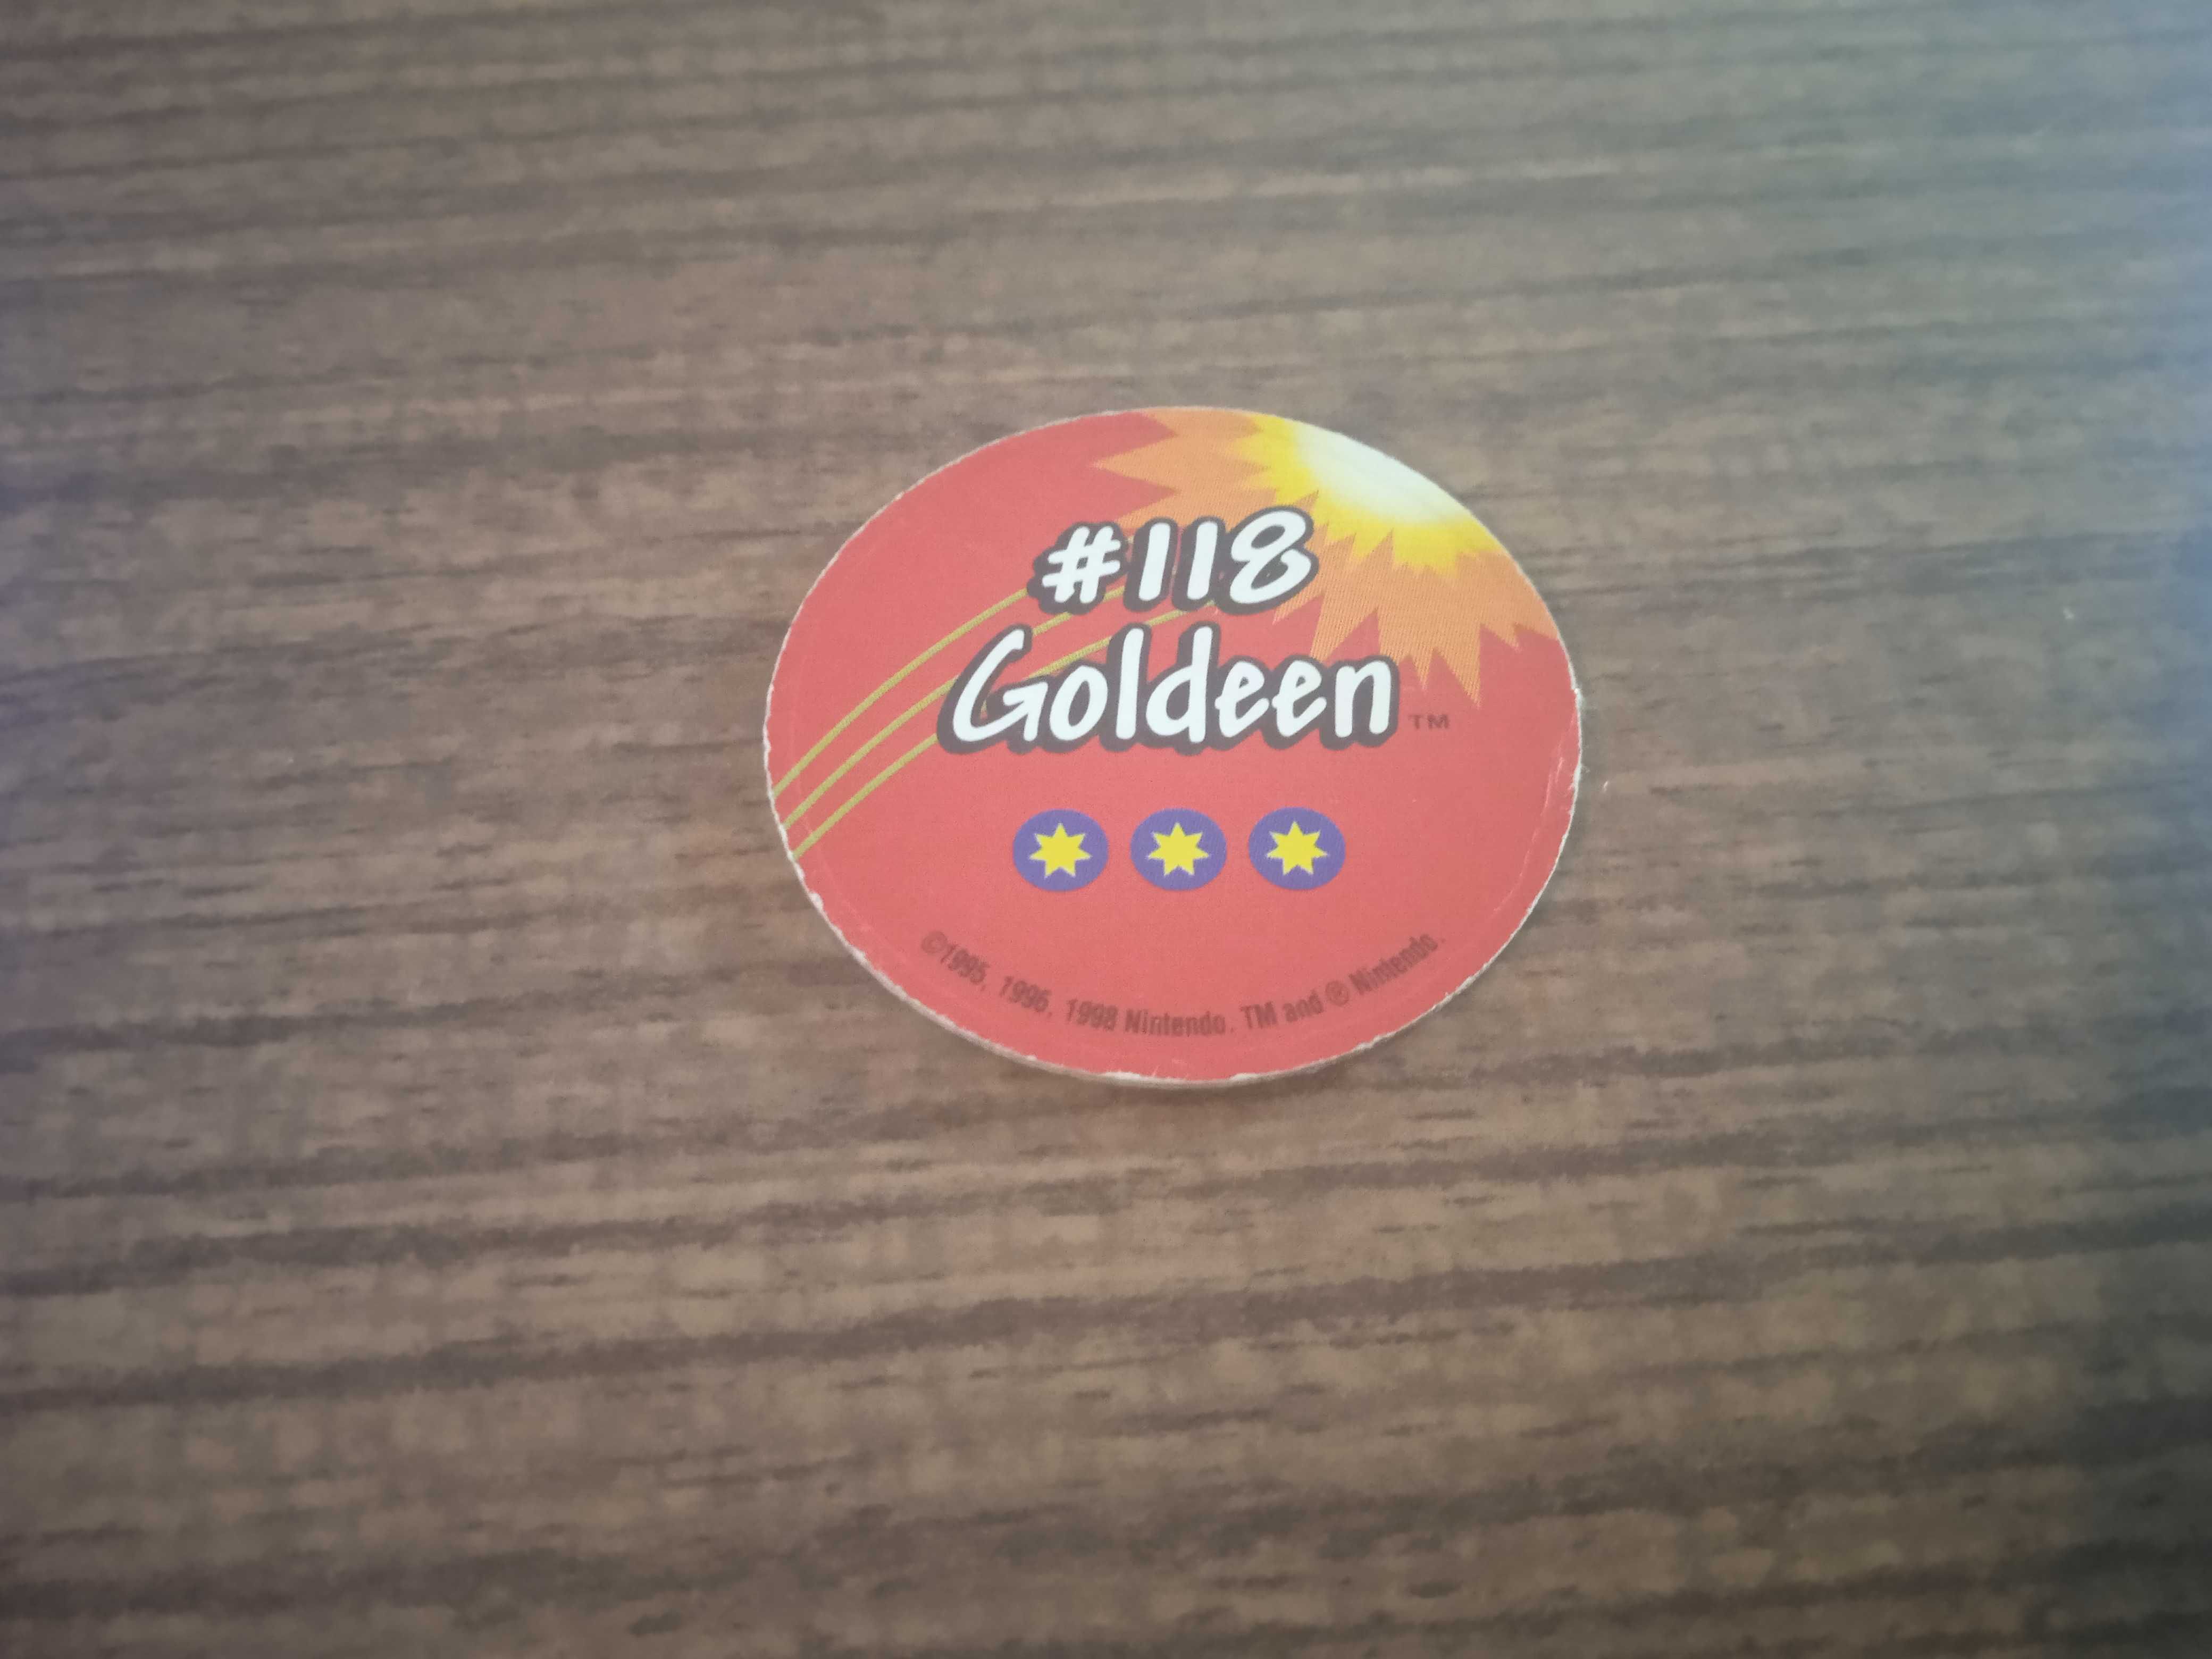 #118
Goldeen™
©1995, 1996, 1998 Nintendo. TM and ® Nintendo.